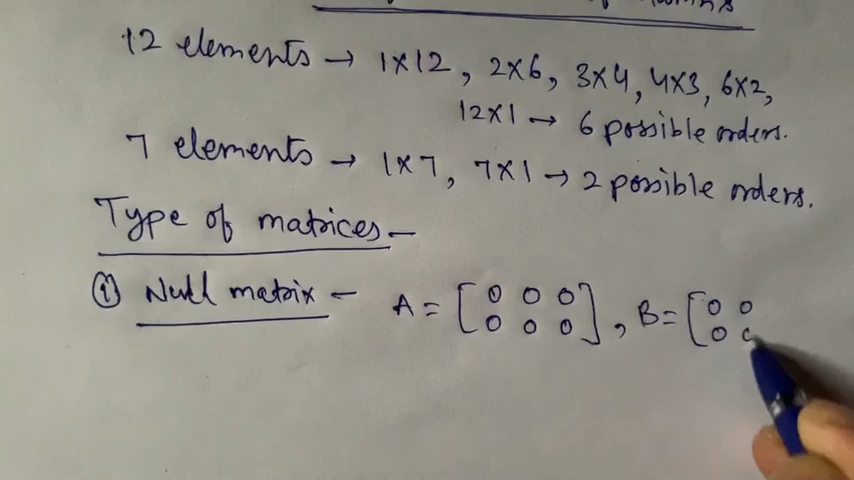 12 elements → 1×12, 2×6, 3×4, 4×3, 6×2,
12×1 → 6 possible orders.
7 elements → 1×7, 7×1 → 2 possible orders.
Type of matrices —
① Null matrix — A = [0 0 0, B = [0 0
0 0 0] 0 0